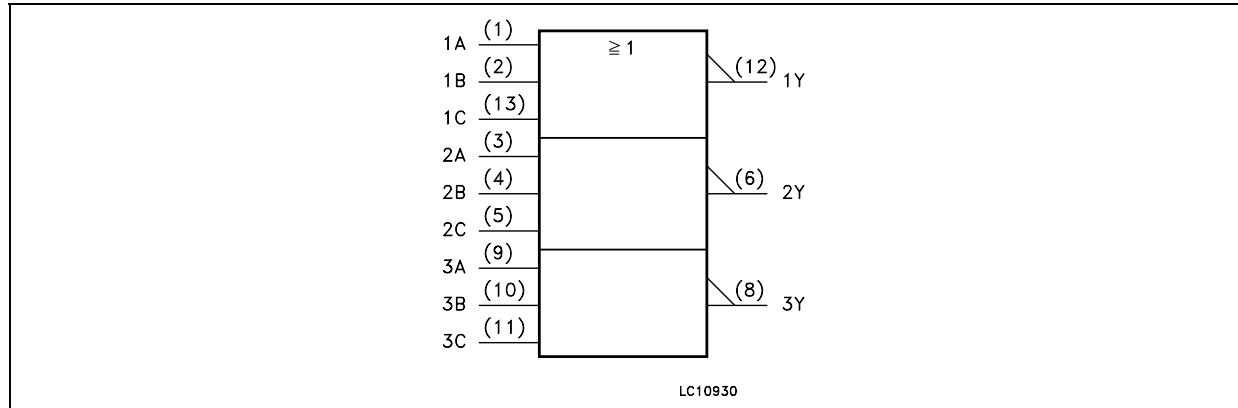 1A (1) ≧ 1
1B (2) (12) 1Y
1C (13)
2A (3)
2B (4) (6) 2Y
2C (5)
3A (9)
3B (10) (8) 3Y
3C (11)
LC10930